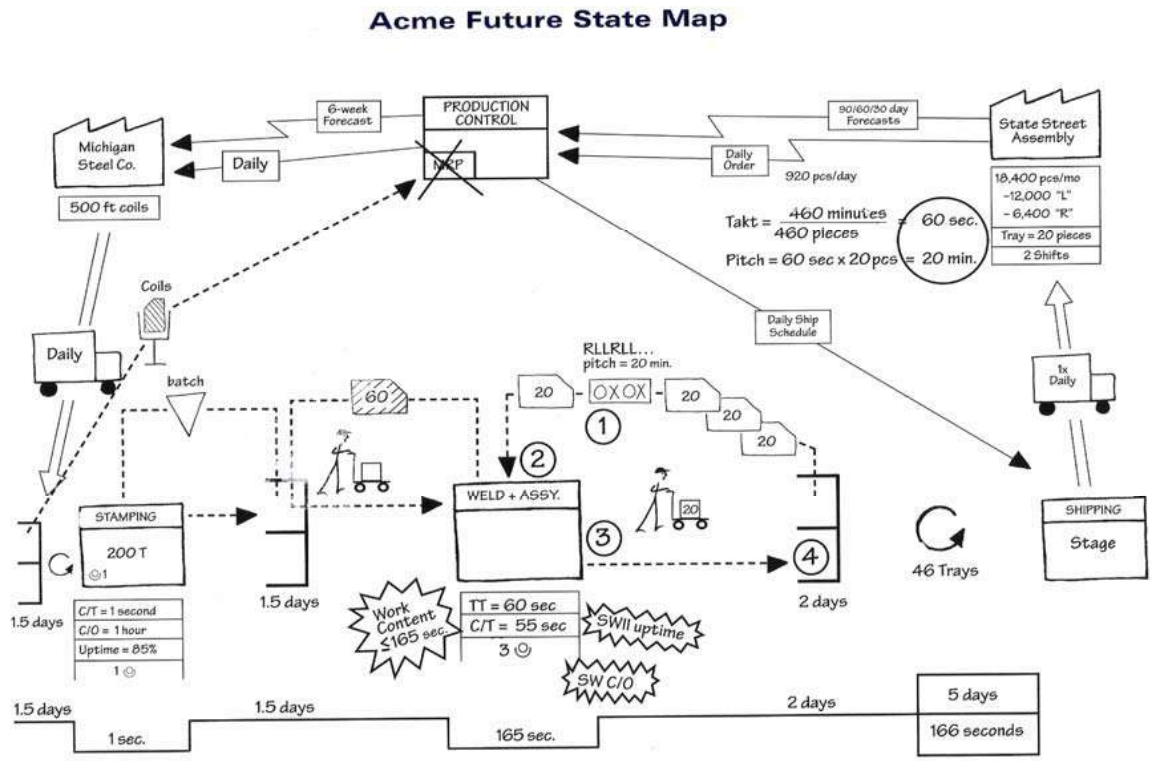 Acme Future State Map
Michigan
Steel Co.
500 ft coils
6-week
Forecast
Daily
PRODUCTION
CONTROL
MRP
90/60/30 day
Forecasts
Daily
Order
920 pcs/day
State Street
Assembly
18,400 pcs/mo
-12,000 "L"
-6,400 "R"
Tray = 20 pieces
2 Shifts
Takt = 460 minutes = 60 sec.
460 pieces
Pitch = 60 sec x 20 pcs = 20 min.
Coils
Daily
batch
60
RLLRLL...
pitch = 20 min.
20
OXOX
20
20
20
1
2
Daily Ship
Schedule
1x
Daily
STAMPING
200 T
1
C/T = 1 second
C/O = 1 hour
Uptime = 85%
1
1.5 days
1.5 days
WELD + ASSY.
3
20
4
TT = 60 sec
C/T = 55 sec
3
Work
Content
≤165 sec.
SWII uptime
SW C/O
2 days
46 Trays
SHIPPING
Stage
1.5 days
1 sec.
1.5 days
165 sec.
2 days
5 days
166 seconds